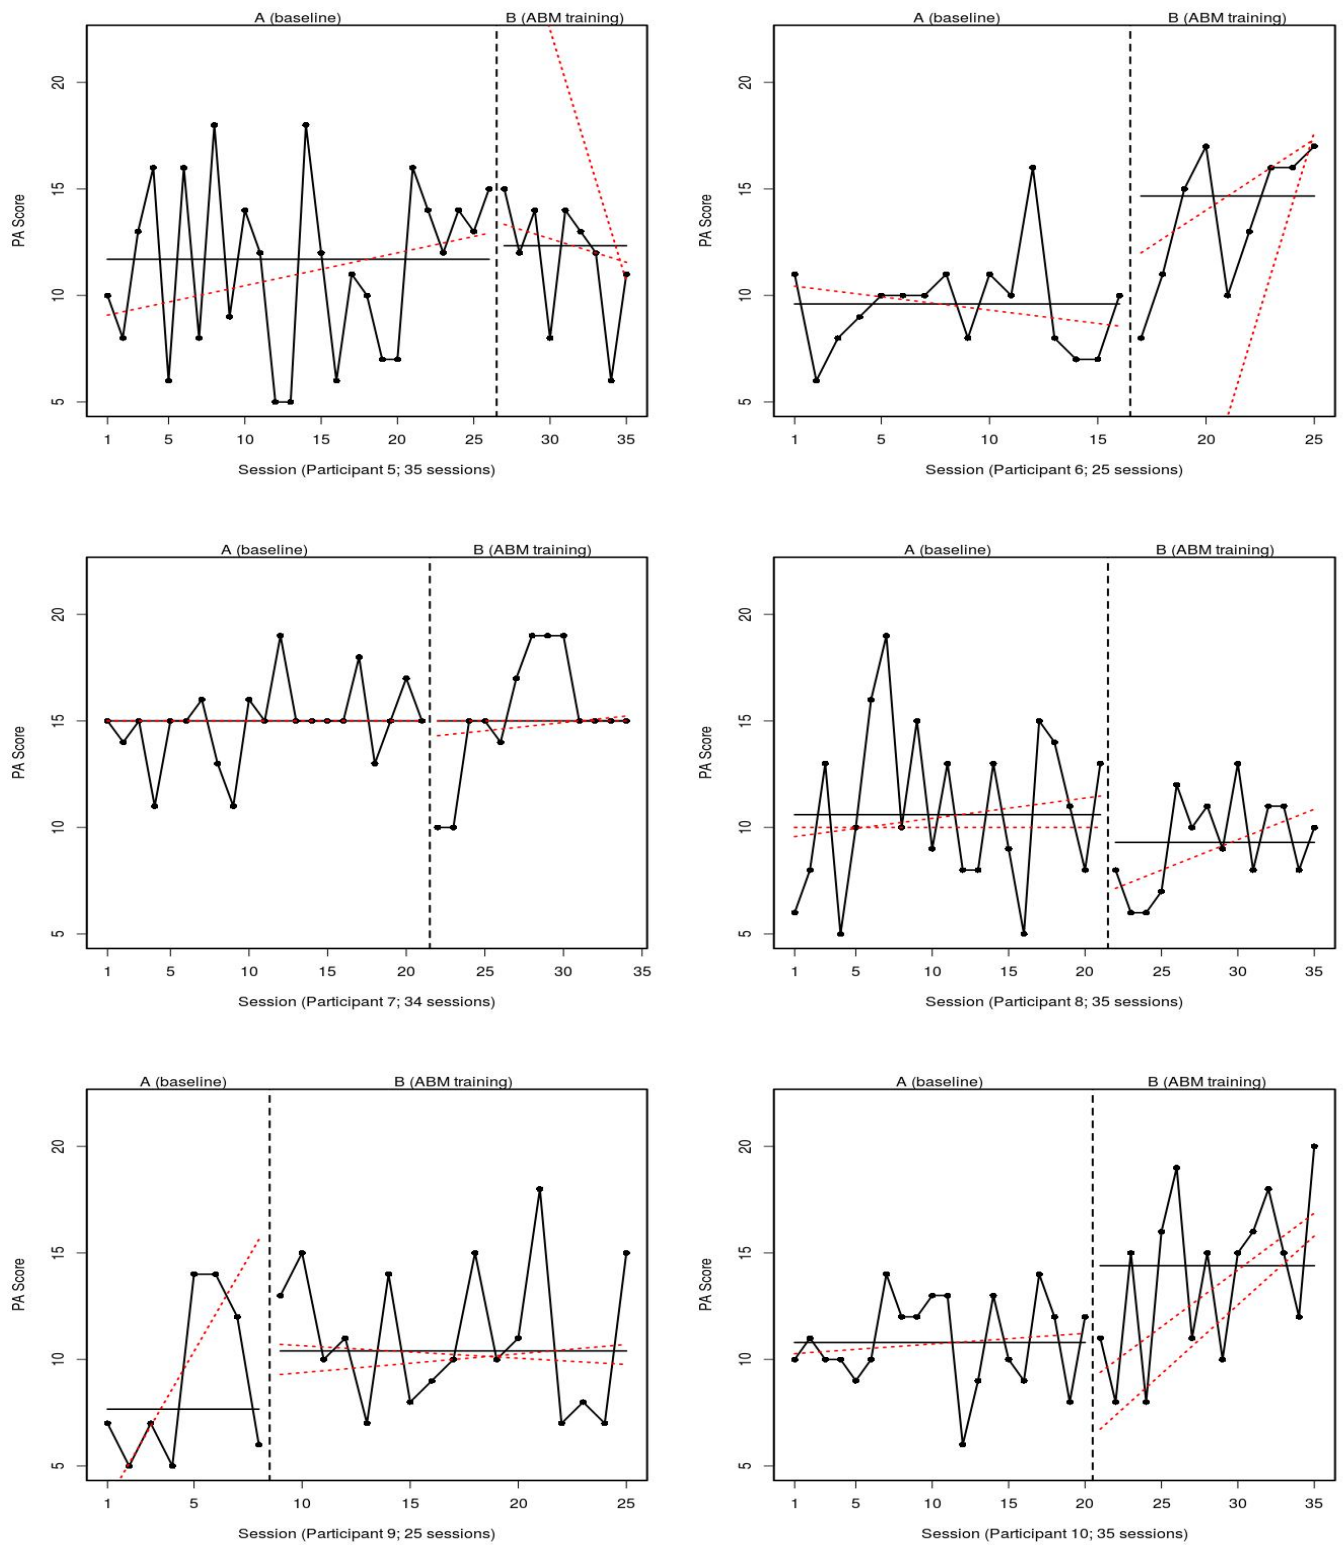 A (baseline) B (ABM training)
PA Score
20
15
10
5
1 5 10 15 20 25 30 35
Session (Participant 5; 35 sessions)
A (baseline) B (ABM training)
PA Score
20
15
10
5
1 5 10 15 20 25
Session (Participant 6; 25 sessions)
A (baseline) B (ABM training)
PA Score
20
15
10
5
1 5 10 15 20 25 30 35
Session (Participant 7; 34 sessions)
A (baseline) B (ABM training)
PA Score
20
15
10
5
1 5 10 15 20 25 30 35
Session (Participant 8; 35 sessions)
A (baseline) B (ABM training)
PA Score
20
15
10
5
1 5 10 15 20 25
Session (Participant 9; 25 sessions)
A (baseline) B (ABM training)
PA Score
20
15
10
5
1 5 10 15 20 25 30 35
Session (Participant 10; 35 sessions)